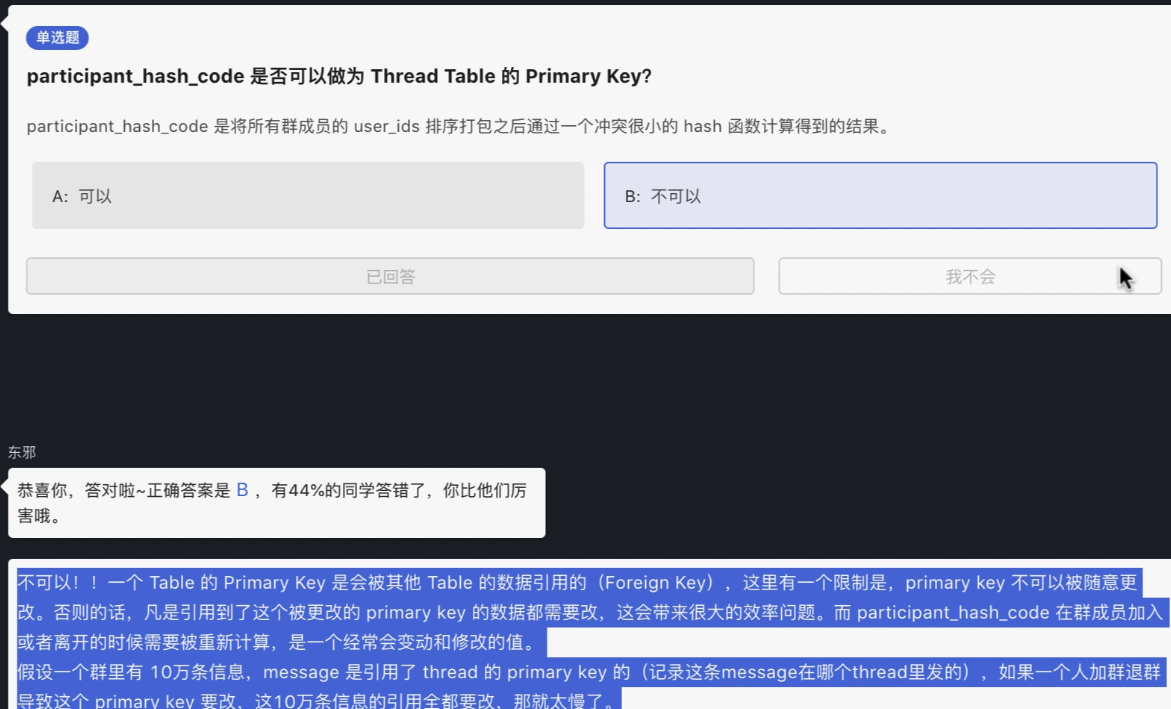 单选题
participant_hash_code 是否可以做为 Thread Table 的 Primary Key?
participant_hash_code 是将所有群成员的 user_ids 排序打包之后通过一个冲突很小的 hash 函数计算得到的结果。
A: 可以
B: 不可以
已回答
我不会
东邪
恭喜你，答对啦~正确答案是 B ，有44%的同学答错了，你比他们厉
害哦。
不可以！！一个 Table 的 Primary Key 是会被其他 Table 的数据引用的（Foreign Key），这里有一个限制是，primary key 不可以被随意更
改。否则的话，凡是引用到了这个被更改的 primary key 的数据都需要改，这会带来很大的效率问题。而 participant_hash_code 在群成员加入
或者离开的时候需要被重新计算，是一个经常会变动和修改的值。
假设一个群里有 10万条信息，message 是引用了 thread 的 primary key 的（记录这条message在哪个thread里发的），如果一个人加群退群
导致这个 primary key 要改，这10万条信息的引用全都要改，那就太慢了。